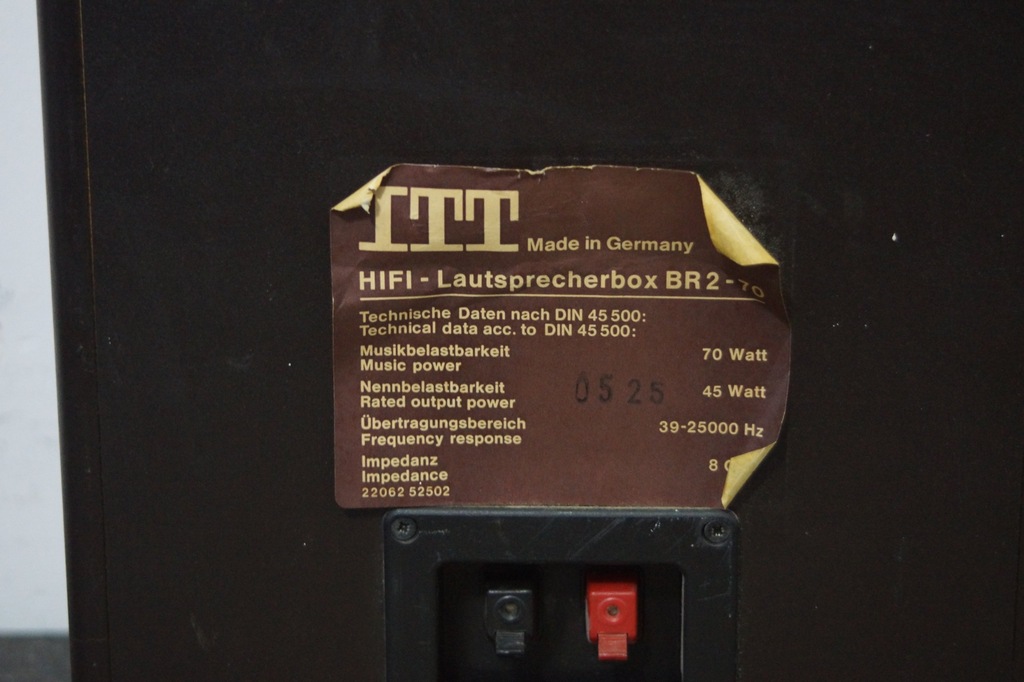 ITT Made in Germany
HIFI - Lautsprecherbox BR 2 - 70
Technische Daten nach DIN 45 500:
Technical data acc. to DIN 45 500:
Musikbelastbarkeit 70 Watt
Music power
Nennbelastbarkeit 0525 45 Watt
Rated output power
Übertragungsbereich 39-25000 Hz
Frequency response
Impedanz 8
Impedance
22062 52502